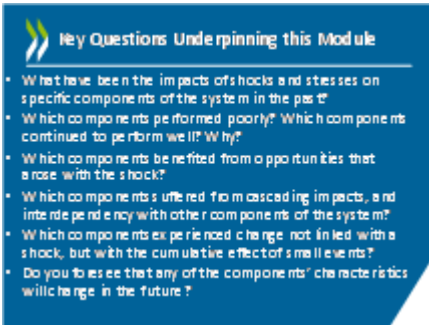 Key Questions Underpinning this Module
• What have been the impacts of shocks and stresses on
specific components of the system in the past?
• Which components performed poorly? Which components
continued to perform well? Why?
• Which components benefited from opportunities that
arose with the shock?
• Which components suffered from cascading impacts, and
interdependency with other components of the system?
• Which components experienced change not linked with a
shock, but with the cumulative effect of small events?
• Do you foresee that any of the components' characteristics
will change in the future?